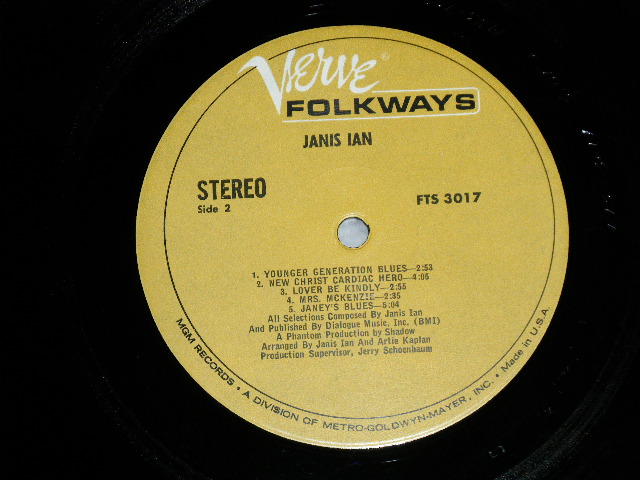 Verve
FOLKWAYS
JANIS IAN
STEREO
Side 2
FTS 3017
1. YOUNGER GENERATION BLUES—2:53
2. NEW CHRIST CARDIAC HERO—4:05
3. LOVER BE KINDLY—2:55
4. MRS. MCKENZIE—2:35
5. JANEY'S BLUES—5:04
All Selections Composed By Janis Ian
And Published By Dialogue Music, Inc. (BMI)
A Phantom Production by Shadow
Arranged By Janis Ian And Artie Kaplan
Production Supervisor, Jerry Schoenbaum
MGM RECORDS • A DIVISION OF METRO-GOLDWYN-MAYER, INC. • Made in U.S.A.